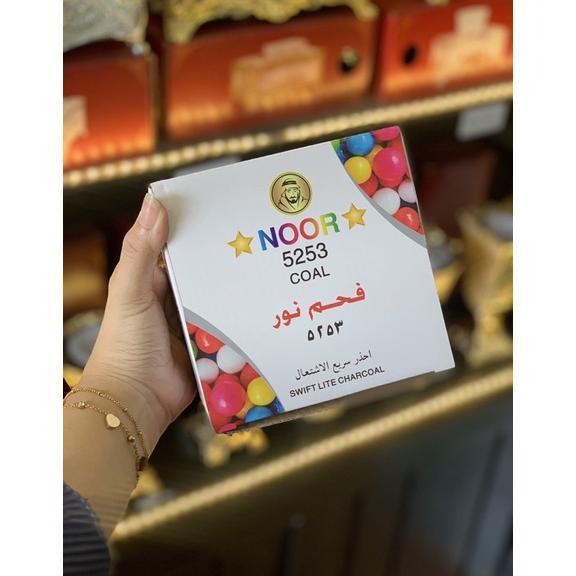 NOOR
5253
COAL
فحم نور
٥٢٥٣
احذر سريع الاشتعال
SWIFT LITE CHARCOAL